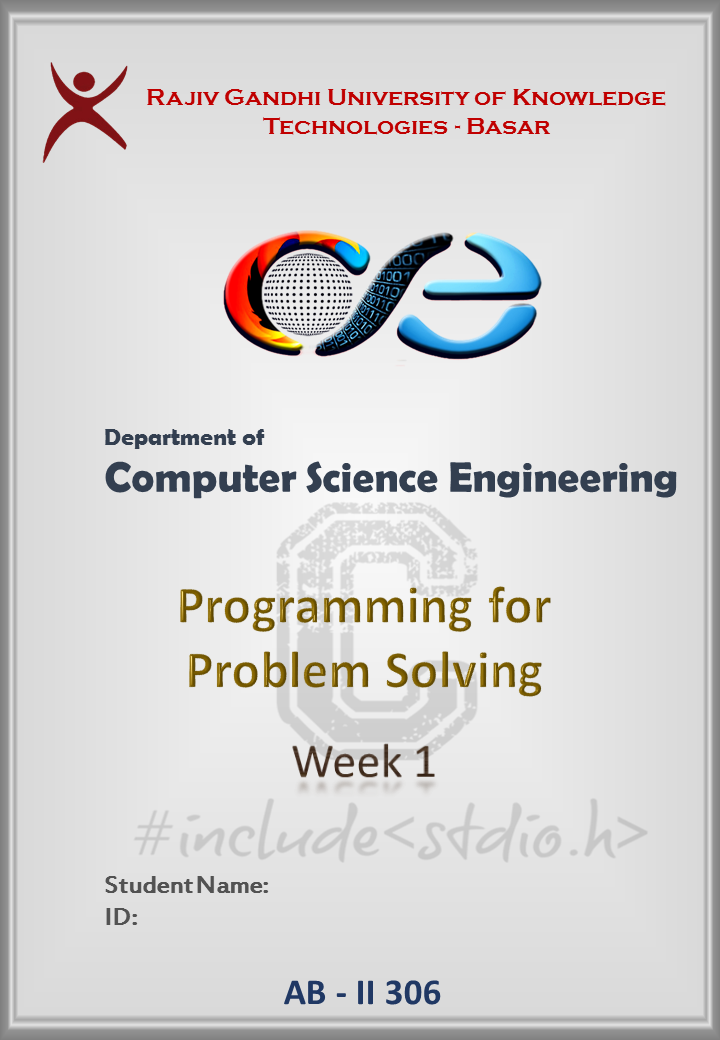 Rajiv Gandhi University of Knowledge
Technologies - Basar
cse
Department of
Computer Science Engineering
C
Programming for
Problem Solving
Week 1
#include<stdio.h>
Student Name:
ID:
AB - II 306